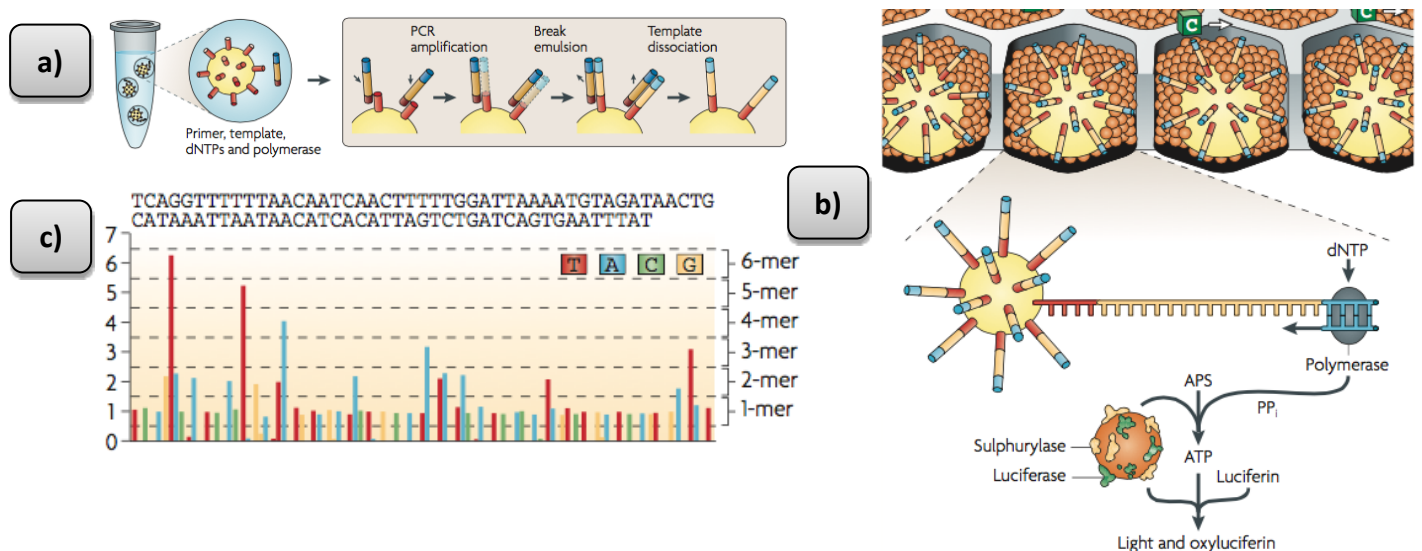 a)
PCR
amplification
Break
emulsion
Template
dissociation
Primer, template,
dNTPs and polymerase
c)
TCAGGTTTTTTAACAATCAACTTTTTGGATTAAAATGTAGATAACTG
CATAAATTAATAACATCACATTAGTCTGATCAGTGAATTTAT
7
6
5
4
3
2
1
0
T A C G
6-mer
5-mer
4-mer
3-mer
2-mer
1-mer
b)
C
C
dNTP
Polymerase
APS
PPi
Sulphurylase
ATP
Luciferase
Luciferin
Light and oxyluciferin